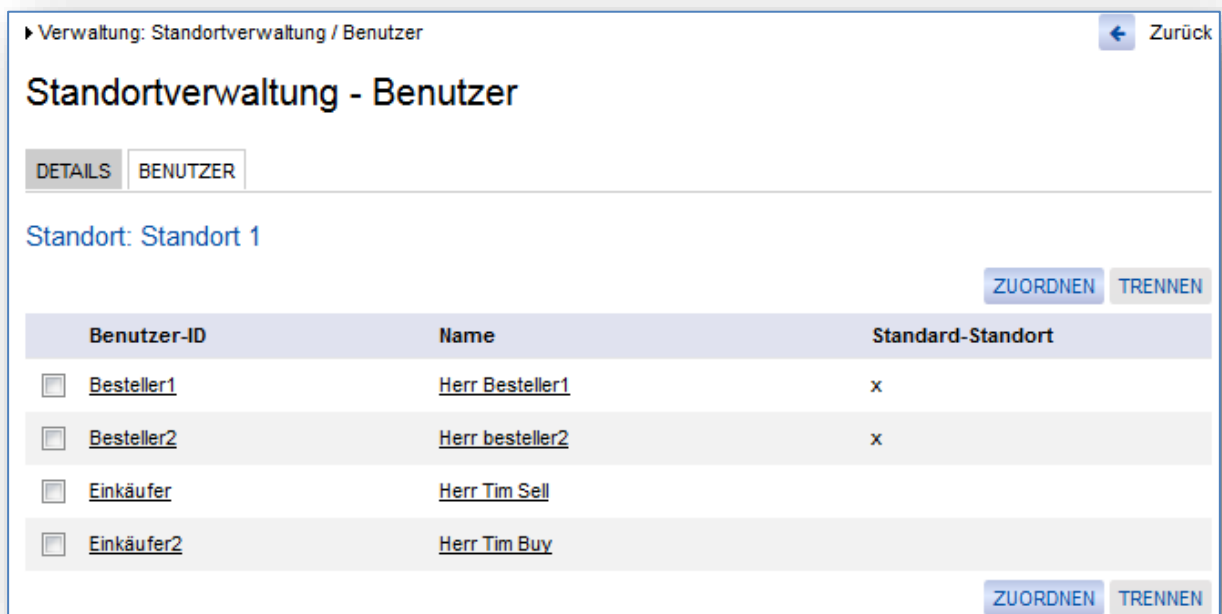 Verwaltung: Standortverwaltung / Benutzer Zurück
Standortverwaltung - Benutzer
DETAILS BENUTZER
Standort: Standort 1
ZUORDNEN TRENNEN
Benutzer-ID Name Standard-Standort
Besteller1 Herr Besteller1 x
Besteller2 Herr besteller2 x
Einkäufer Herr Tim Sell
Einkäufer2 Herr Tim Buy
ZUORDNEN TRENNEN